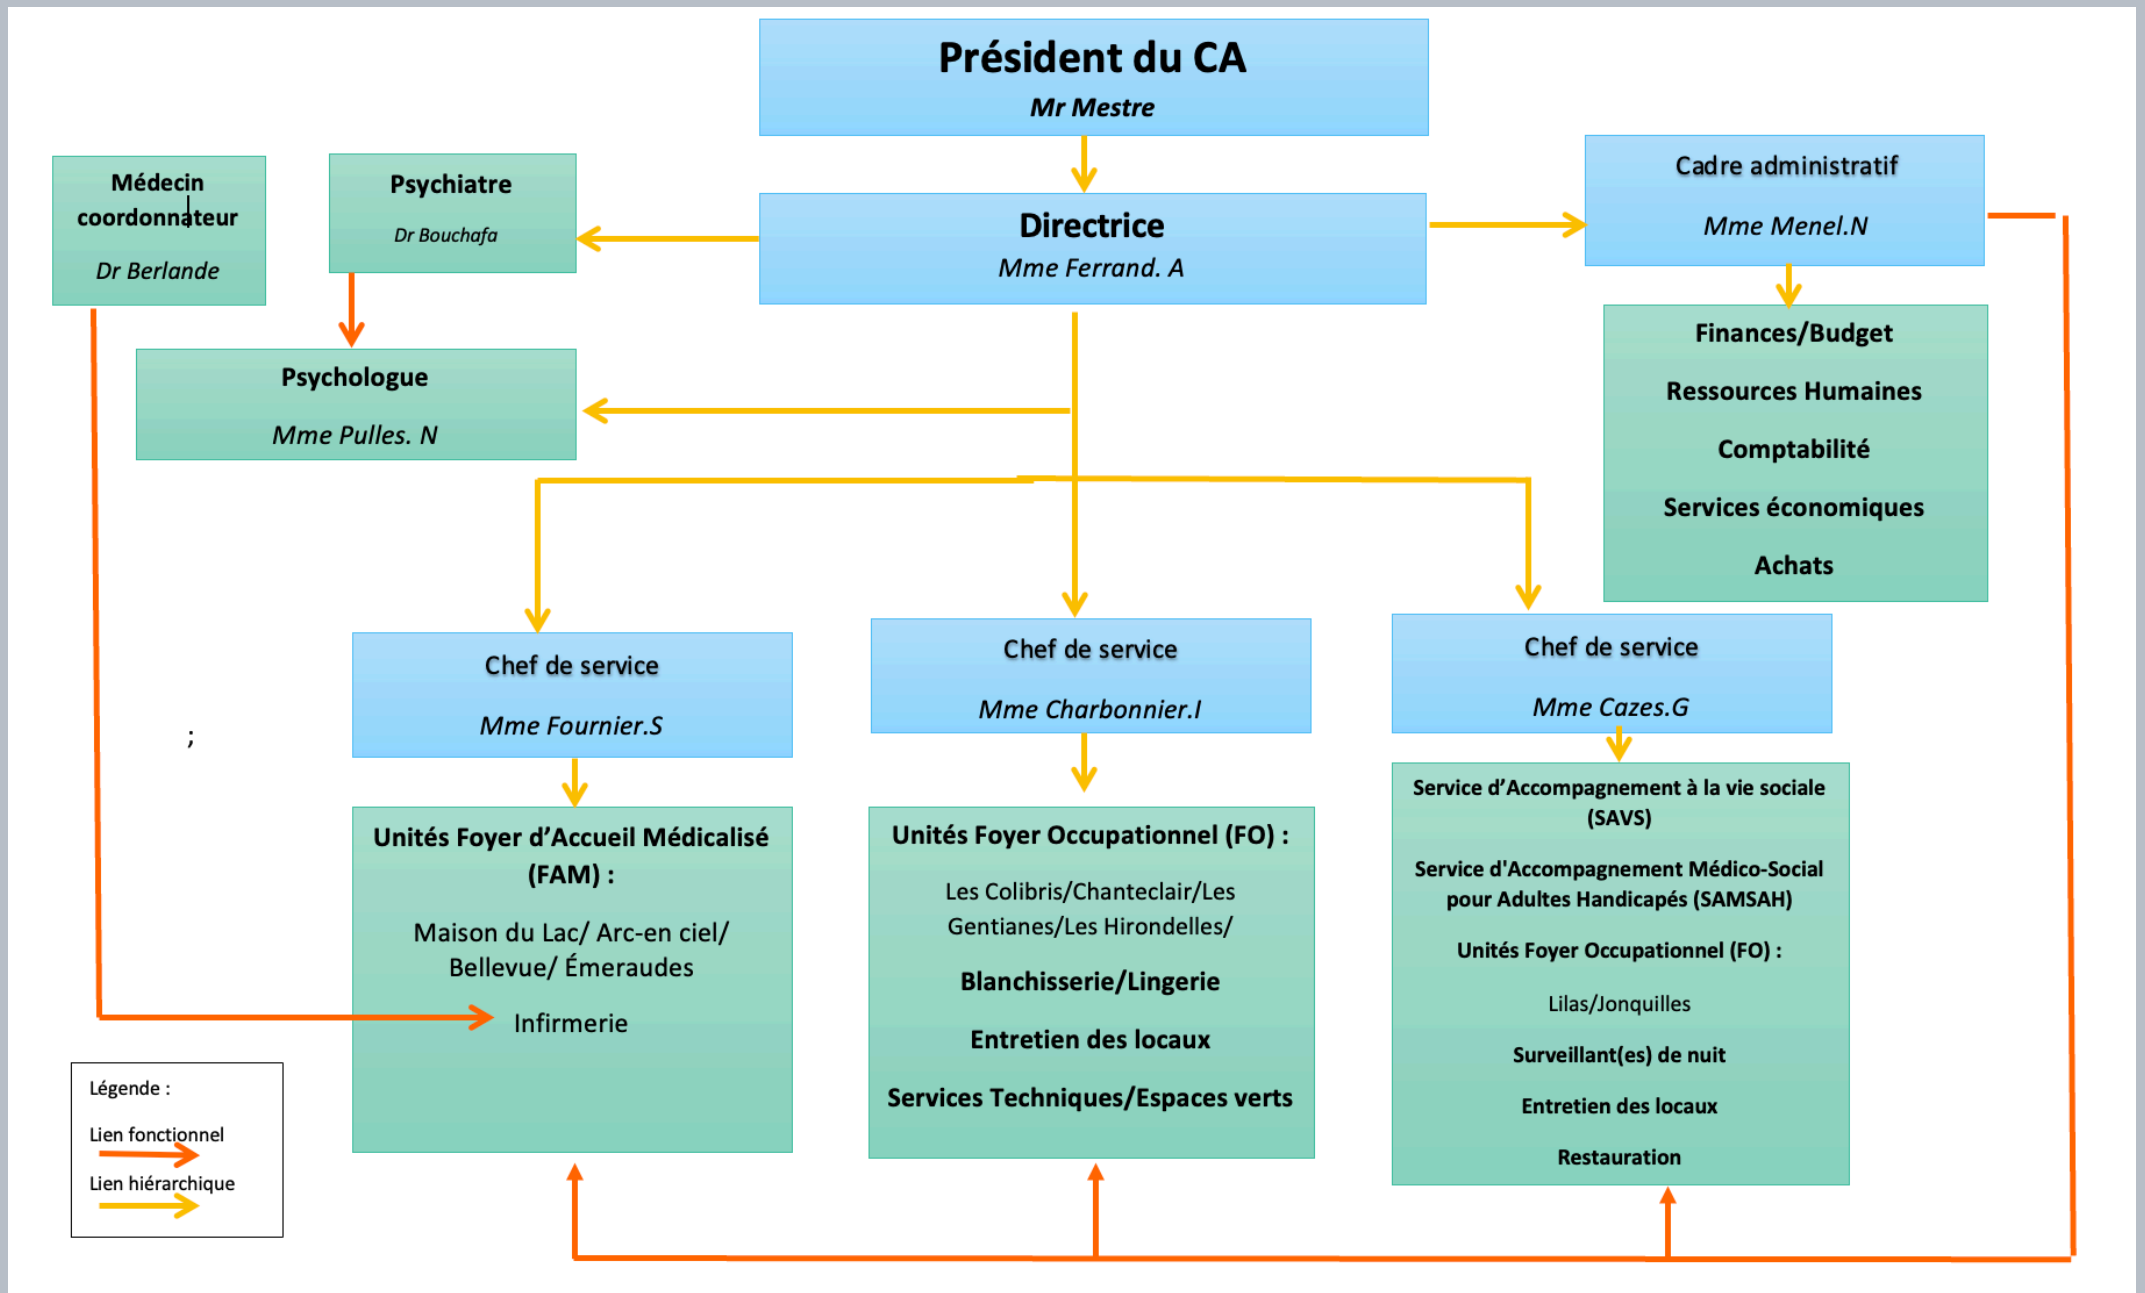 Président du CA
Mr Mestre
Médecin
coordonnateur
Dr Berlande
Psychiatre
Dr Bouchafa
Directrice
Mme Ferrand. A
Cadre administratif
Mme Menel.N
Psychologue
Mme Pulles. N
Finances/Budget
Ressources Humaines
Comptabilité
Services économiques
Achats
Chef de service
Mme Fournier.S
Chef de service
Mme Charbonnier.I
Chef de service
Mme Cazes.G
;
Unités Foyer d’Accueil Médicalisé
(FAM) :
Maison du Lac/ Arc-en ciel/
Bellevue/ Émeraudes
Infirmerie
Unités Foyer Occupationnel (FO) :
Les Colibris/Chanteclair/Les
Gentianes/Les Hirondelles/
Blanchisserie/Lingerie
Entretien des locaux
Services Techniques/Espaces verts
Service d’Accompagnement à la vie sociale
(SAVS)
Service d'Accompagnement Médico-Social
pour Adultes Handicapés (SAMSAH)
Unités Foyer Occupationnel (FO) :
Lilas/Jonquilles
Surveillant(es) de nuit
Entretien des locaux
Restauration
Légende :
Lien fonctionnel
Lien hiérarchique